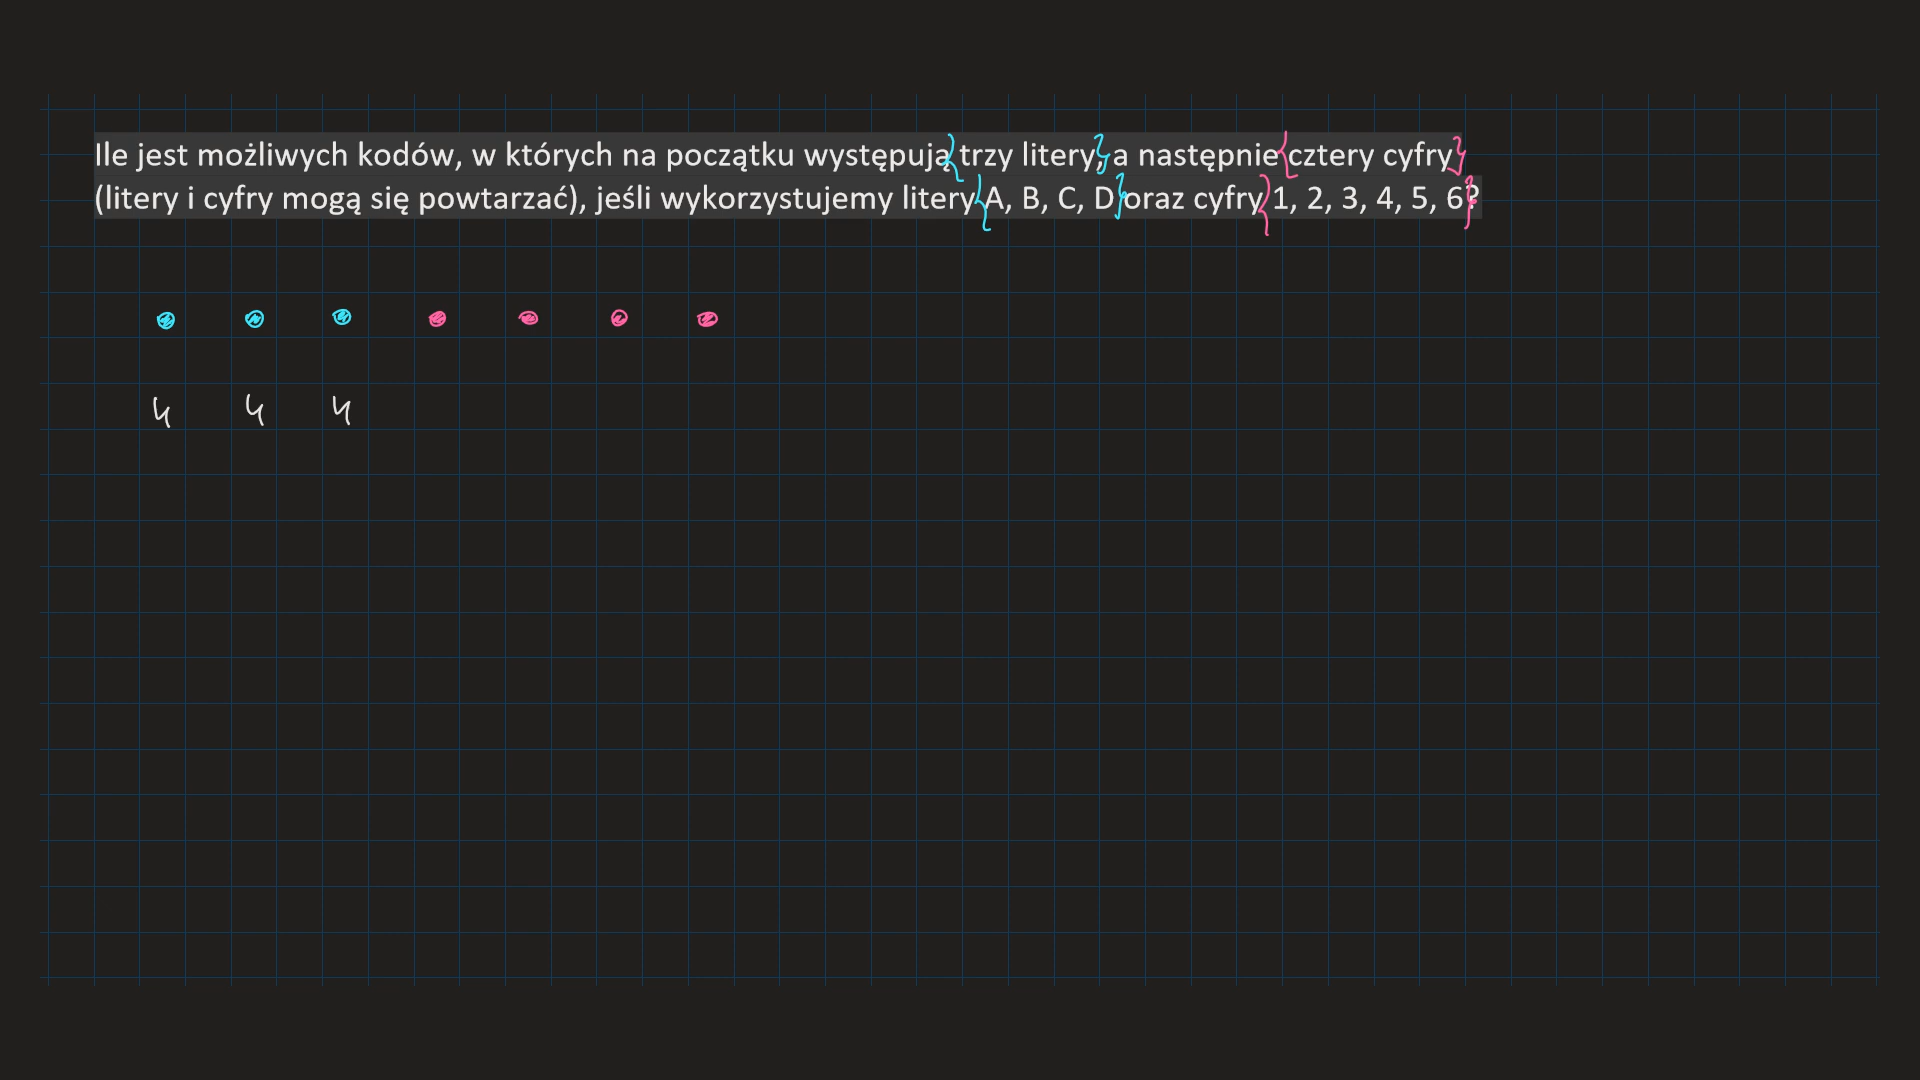 Ile jest możliwych kodów, w których na początku występują trzy litery, a następnie cztery cyfry
(litery i cyfry mogą się powtarzać), jeśli wykorzystujemy litery A, B, C, D oraz cyfry 1, 2, 3, 4, 5, 6?
4 4 4